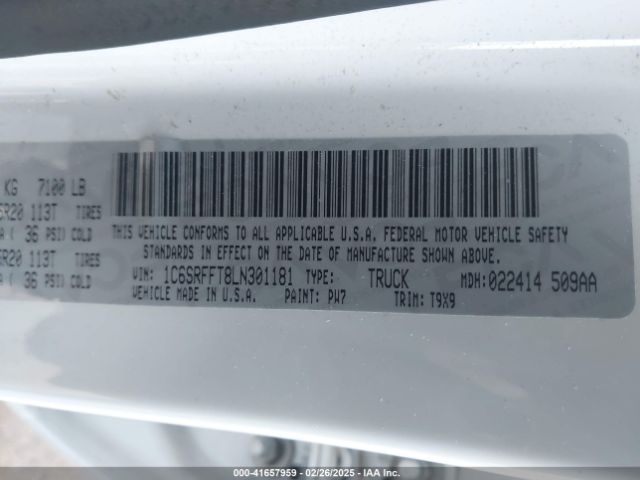 KG 7100 LB
5R20 113T TIRES
A ( 36 PSI) COLD
5R20 113T TIRES
A ( 36 PSI) COLD
THIS VEHICLE CONFORMS TO ALL APPLICABLE U.S.A. FEDERAL MOTOR VEHICLE SAFETY
STANDARDS IN EFFECT ON THE DATE OF MANUFACTURE SHOWN ABOVE.
VIN: 1C6SRFFT8LN301181 TYPE: TRUCK MDH: 022414 509AA
VEHICLE MADE IN U.S.A. PAINT: PW7 TRIM: T9X9
000-41657959 - 02/26/2025 - IAA Inc.